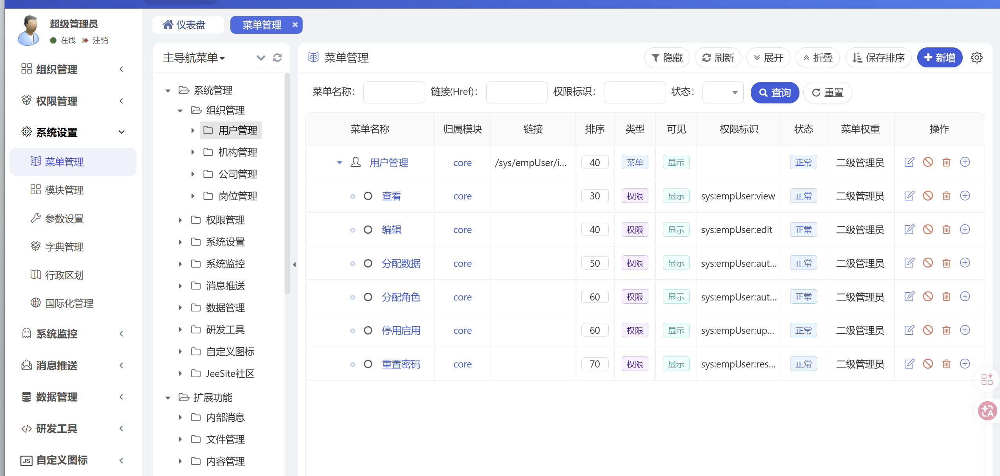 超级管理员
在线 注销
组织管理
权限管理
系统设置
菜单管理
模块管理
参数设置
字典管理
行政区划
国际化管理
系统监控
消息推送
数据管理
研发工具
JS 自定义图标
仪表盘 菜单管理
主导航菜单
系统管理
组织管理
用户管理
机构管理
公司管理
岗位管理
权限管理
系统设置
系统监控
消息推送
数据管理
研发工具
自定义图标
JeeSite社区
扩展功能
内部消息
文件管理
内容管理
菜单管理 隐藏 刷新 展开 折叠 保存排序 新增
菜单名称: 链接(Href): 权限标识: 状态: 查询 重置
菜单名称 归属模块 链接 排序 类型 可见 权限标识 状态 菜单权重 操作
用户管理 core /sys/empUser/i... 40 菜单 显示 正常 二级管理员
查看 core 30 权限 显示 sys:empUser:view 正常 二级管理员
编辑 core 40 权限 显示 sys:empUser:edit 正常 二级管理员
分配数据 core 50 权限 显示 sys:empUser:aut... 正常 二级管理员
分配角色 core 60 权限 显示 sys:empUser:aut... 正常 二级管理员
停用启用 core 60 权限 显示 sys:empUser:up... 正常 二级管理员
重置密码 core 70 权限 显示 sys:empUser:res... 正常 二级管理员